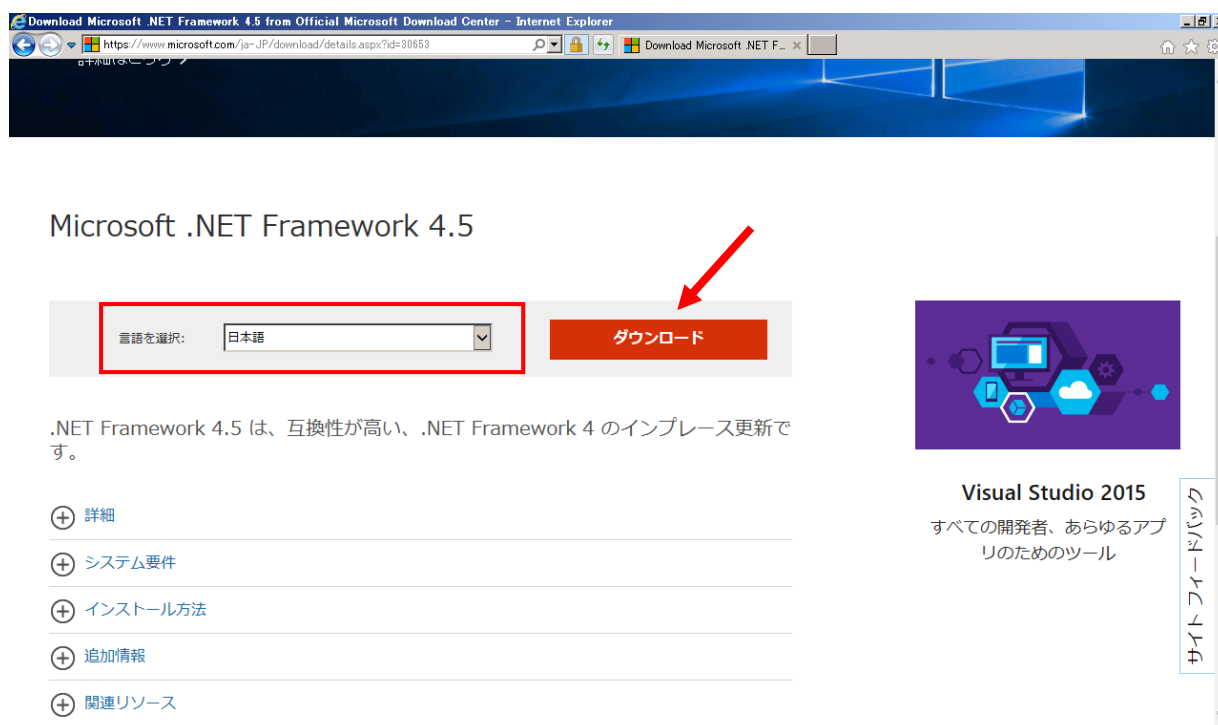 Download Microsoft .NET Framework 4.5 from Official Microsoft Download Center - Internet Explorer
https://www.microsoft.com/ja-JP/download/details.aspx?id=30653
Download Microsoft .NET F...
詳細はこちら >
Microsoft .NET Framework 4.5
言語を選択:
日本語
ダウンロード
.NET Framework 4.5 は、互換性が高い、.NET Framework 4 のインプレース更新で
す。
詳細
システム要件
インストール方法
追加情報
関連リソース
Visual Studio 2015
すべての開発者、あらゆるアプ
リのためのツール
サイト フィードバック